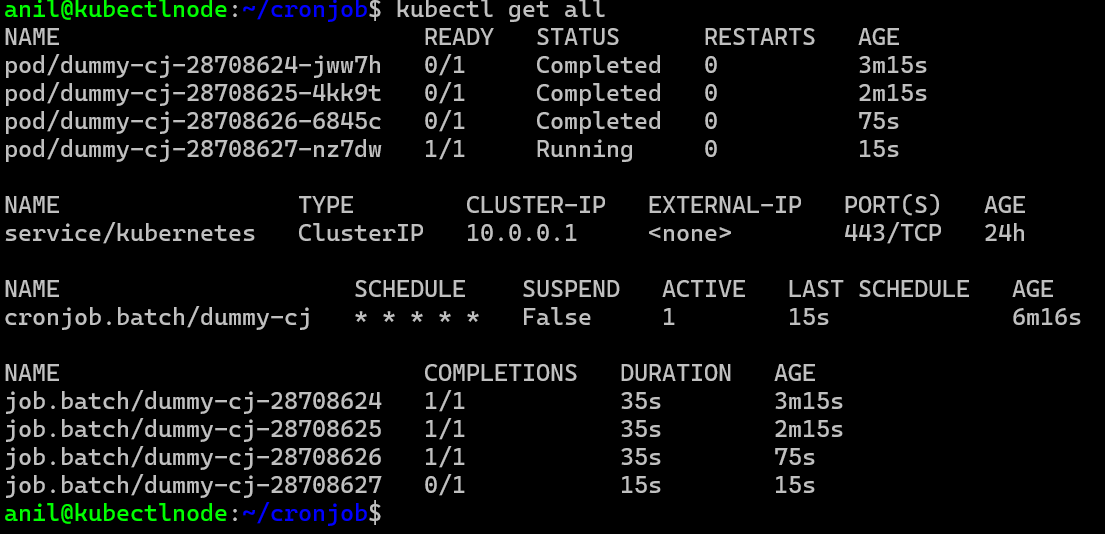 anil@kubectlnode:~/cronjob$ kubectl get all
NAME                          READY   STATUS      RESTARTS   AGE
pod/dummy-cj-28708624-jww7h   0/1     Completed   0          3m15s
pod/dummy-cj-28708625-4kk9t   0/1     Completed   0          2m15s
pod/dummy-cj-28708626-6845c   0/1     Completed   0          75s
pod/dummy-cj-28708627-nz7dw   1/1     Running     0          15s

NAME                 TYPE        CLUSTER-IP   EXTERNAL-IP   PORT(S)   AGE
service/kubernetes   ClusterIP   10.0.0.1     <none>        443/TCP   24h

NAME                     SCHEDULE    SUSPEND   ACTIVE   LAST SCHEDULE   AGE
cronjob.batch/dummy-cj   * * * * *   False     1        15s             6m16s

NAME                          COMPLETIONS   DURATION   AGE
job.batch/dummy-cj-28708624   1/1           35s        3m15s
job.batch/dummy-cj-28708625   1/1           35s        2m15s
job.batch/dummy-cj-28708626   1/1           35s        75s
job.batch/dummy-cj-28708627   0/1           15s        15s
anil@kubectlnode:~/cronjob$